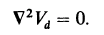 ∇²V_d = 0.